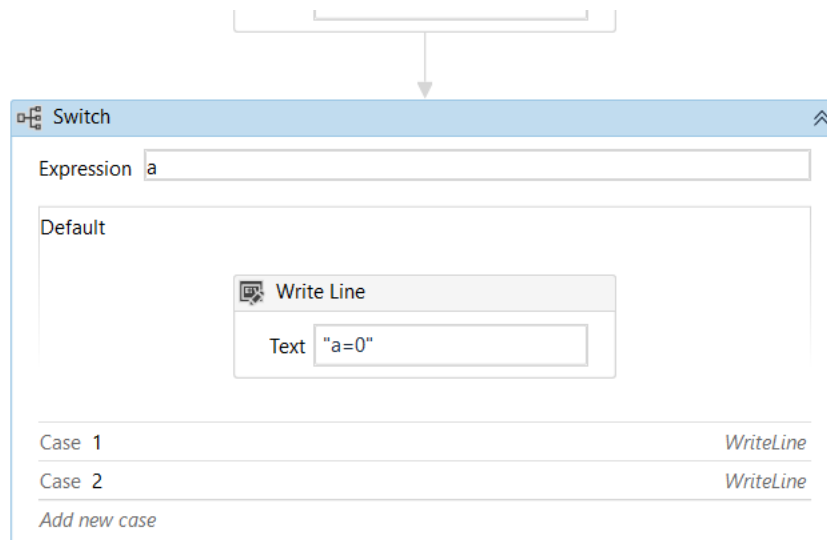 Switch
Expression a
Default
Write Line
Text "a=0"
Case 1 WriteLine
Case 2 WriteLine
Add new case